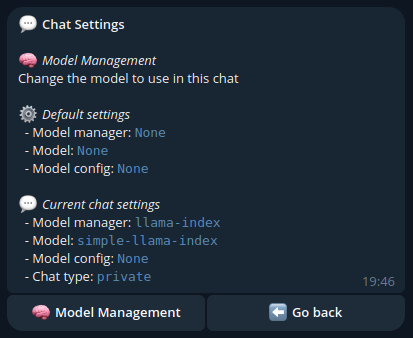 💬 Chat Settings
🧠 Model Management
Change the model to use in this chat
⚙️ Default settings
- Model manager: None
- Model: None
- Model config: None
💬 Current chat settings
- Model manager: llama-index
- Model: simple-llama-index
- Model config: None
- Chat type: private
19:46
🧠 Model Management
⬅️ Go back